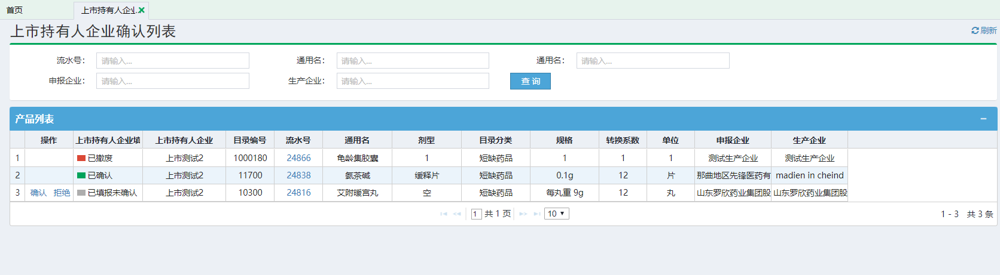 首页 上市持有人企业...
上市持有人企业确认列表 刷新
流水号： 请输入... 通用名： 请输入... 通用名： 请输入...
申报企业： 请输入... 生产企业： 请输入... 查 询
产品列表
操作 上市持有人企业填 上市持有人企业 目录编号 流水号 通用名 剂型 目录分类 规格 转换系数 单位 申报企业 生产企业
1 已撤废 上市测试2 1000180 24866 龟龄集胶囊 1 短缺药品 1 1 1 测试生产企业 测试生产企业
2 已确认 上市测试2 11700 24838 氨茶碱 缓释片 短缺药品 0.1g 12 片 那曲地区先锋医药有 madien in cheind
3 确认 拒绝 已填报未确认 上市测试2 10300 24816 艾附暖宫丸 空 短缺药品 每丸重 9g 12 丸 山东罗欣药业集团股 山东罗欣药业集团股
1 共 1 页 10 1 - 3 共 3 条